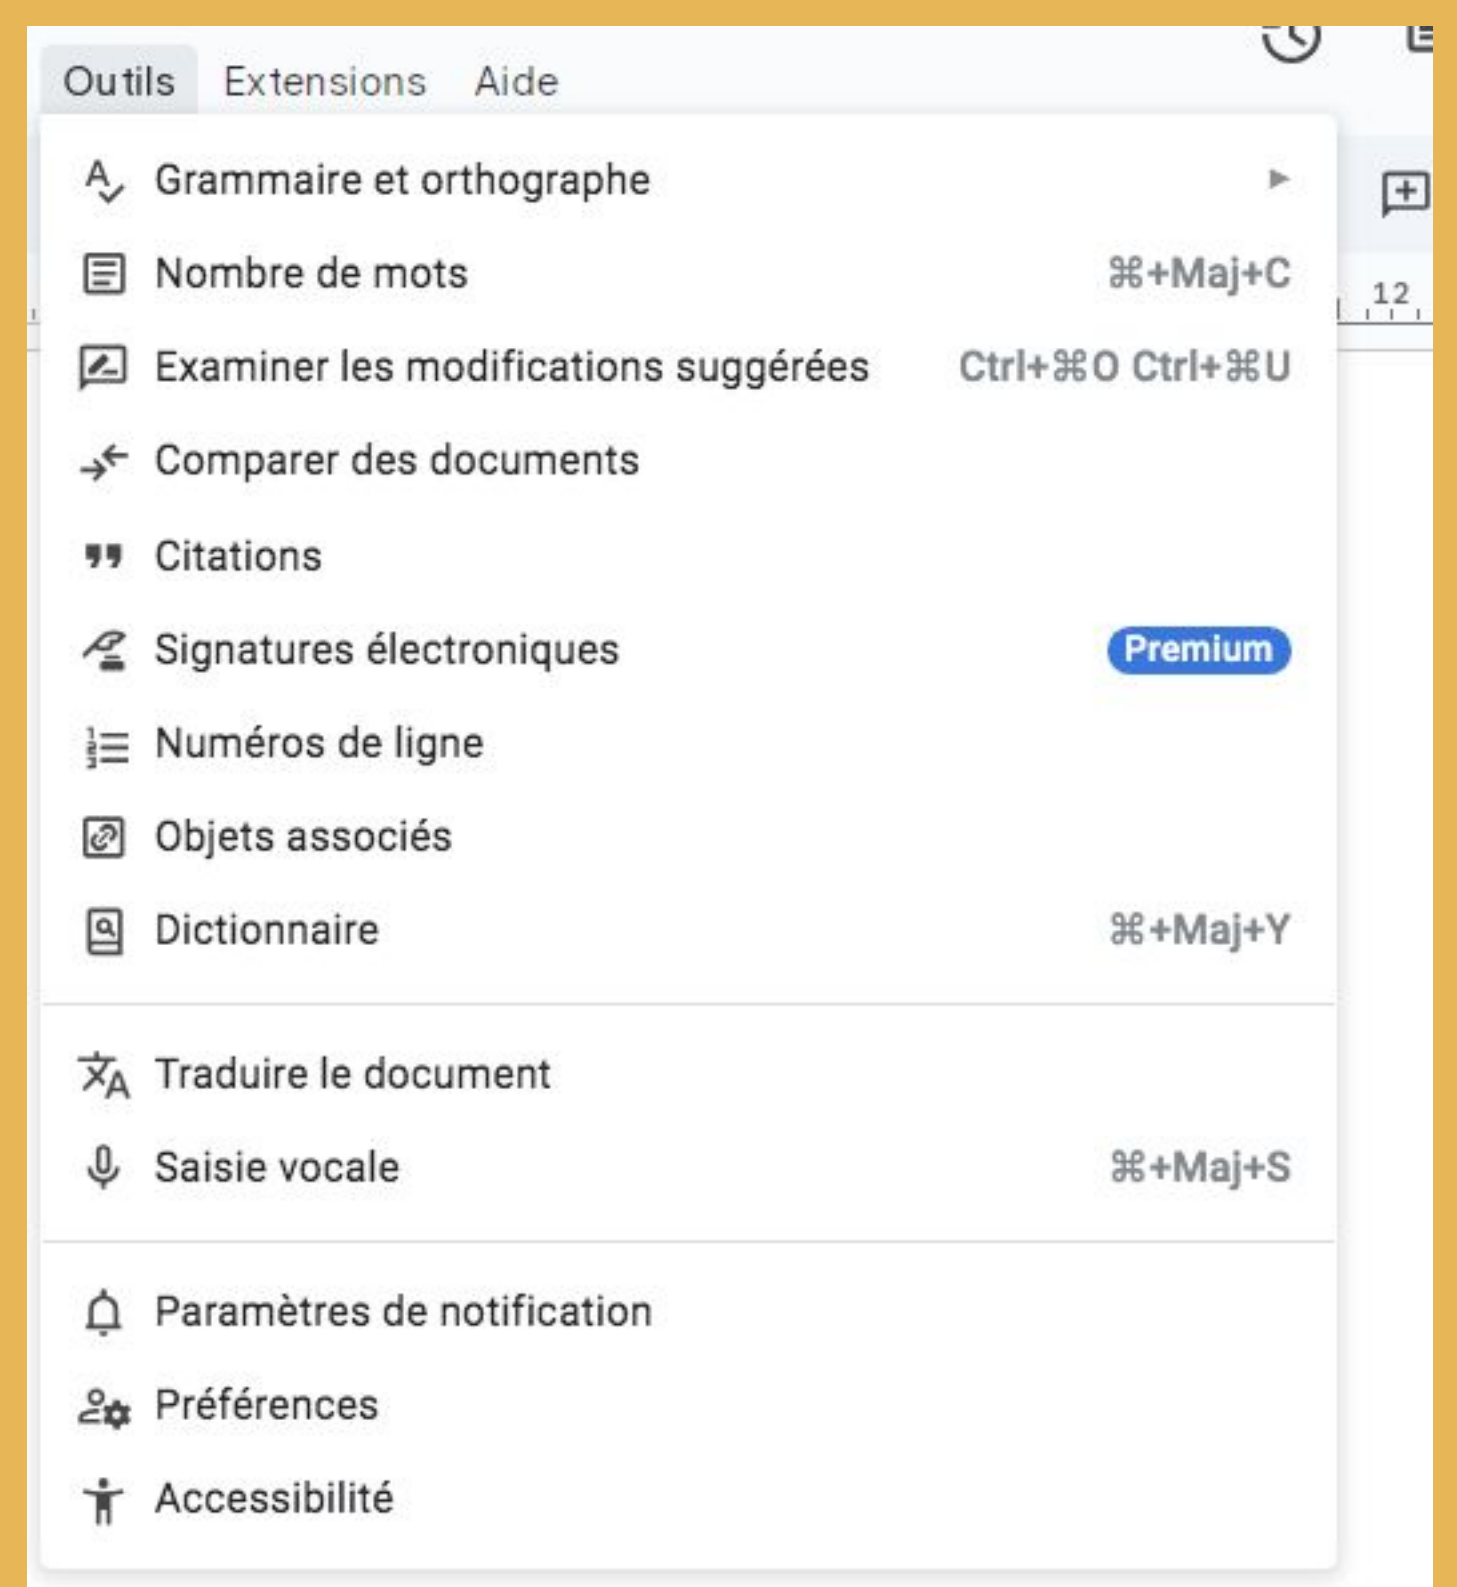 Outils Extensions Aide
Grammaire et orthographe
Nombre de mots ⌘+Maj+C
12
Examiner les modifications suggérées Ctrl+⌘O Ctrl+⌘U
Comparer des documents
Citations
Signatures électroniques Premium
Numéros de ligne
Objets associés
Dictionnaire ⌘+Maj+Y
Traduire le document
Saisie vocale ⌘+Maj+S
Paramètres de notification
Préférences
Accessibilité